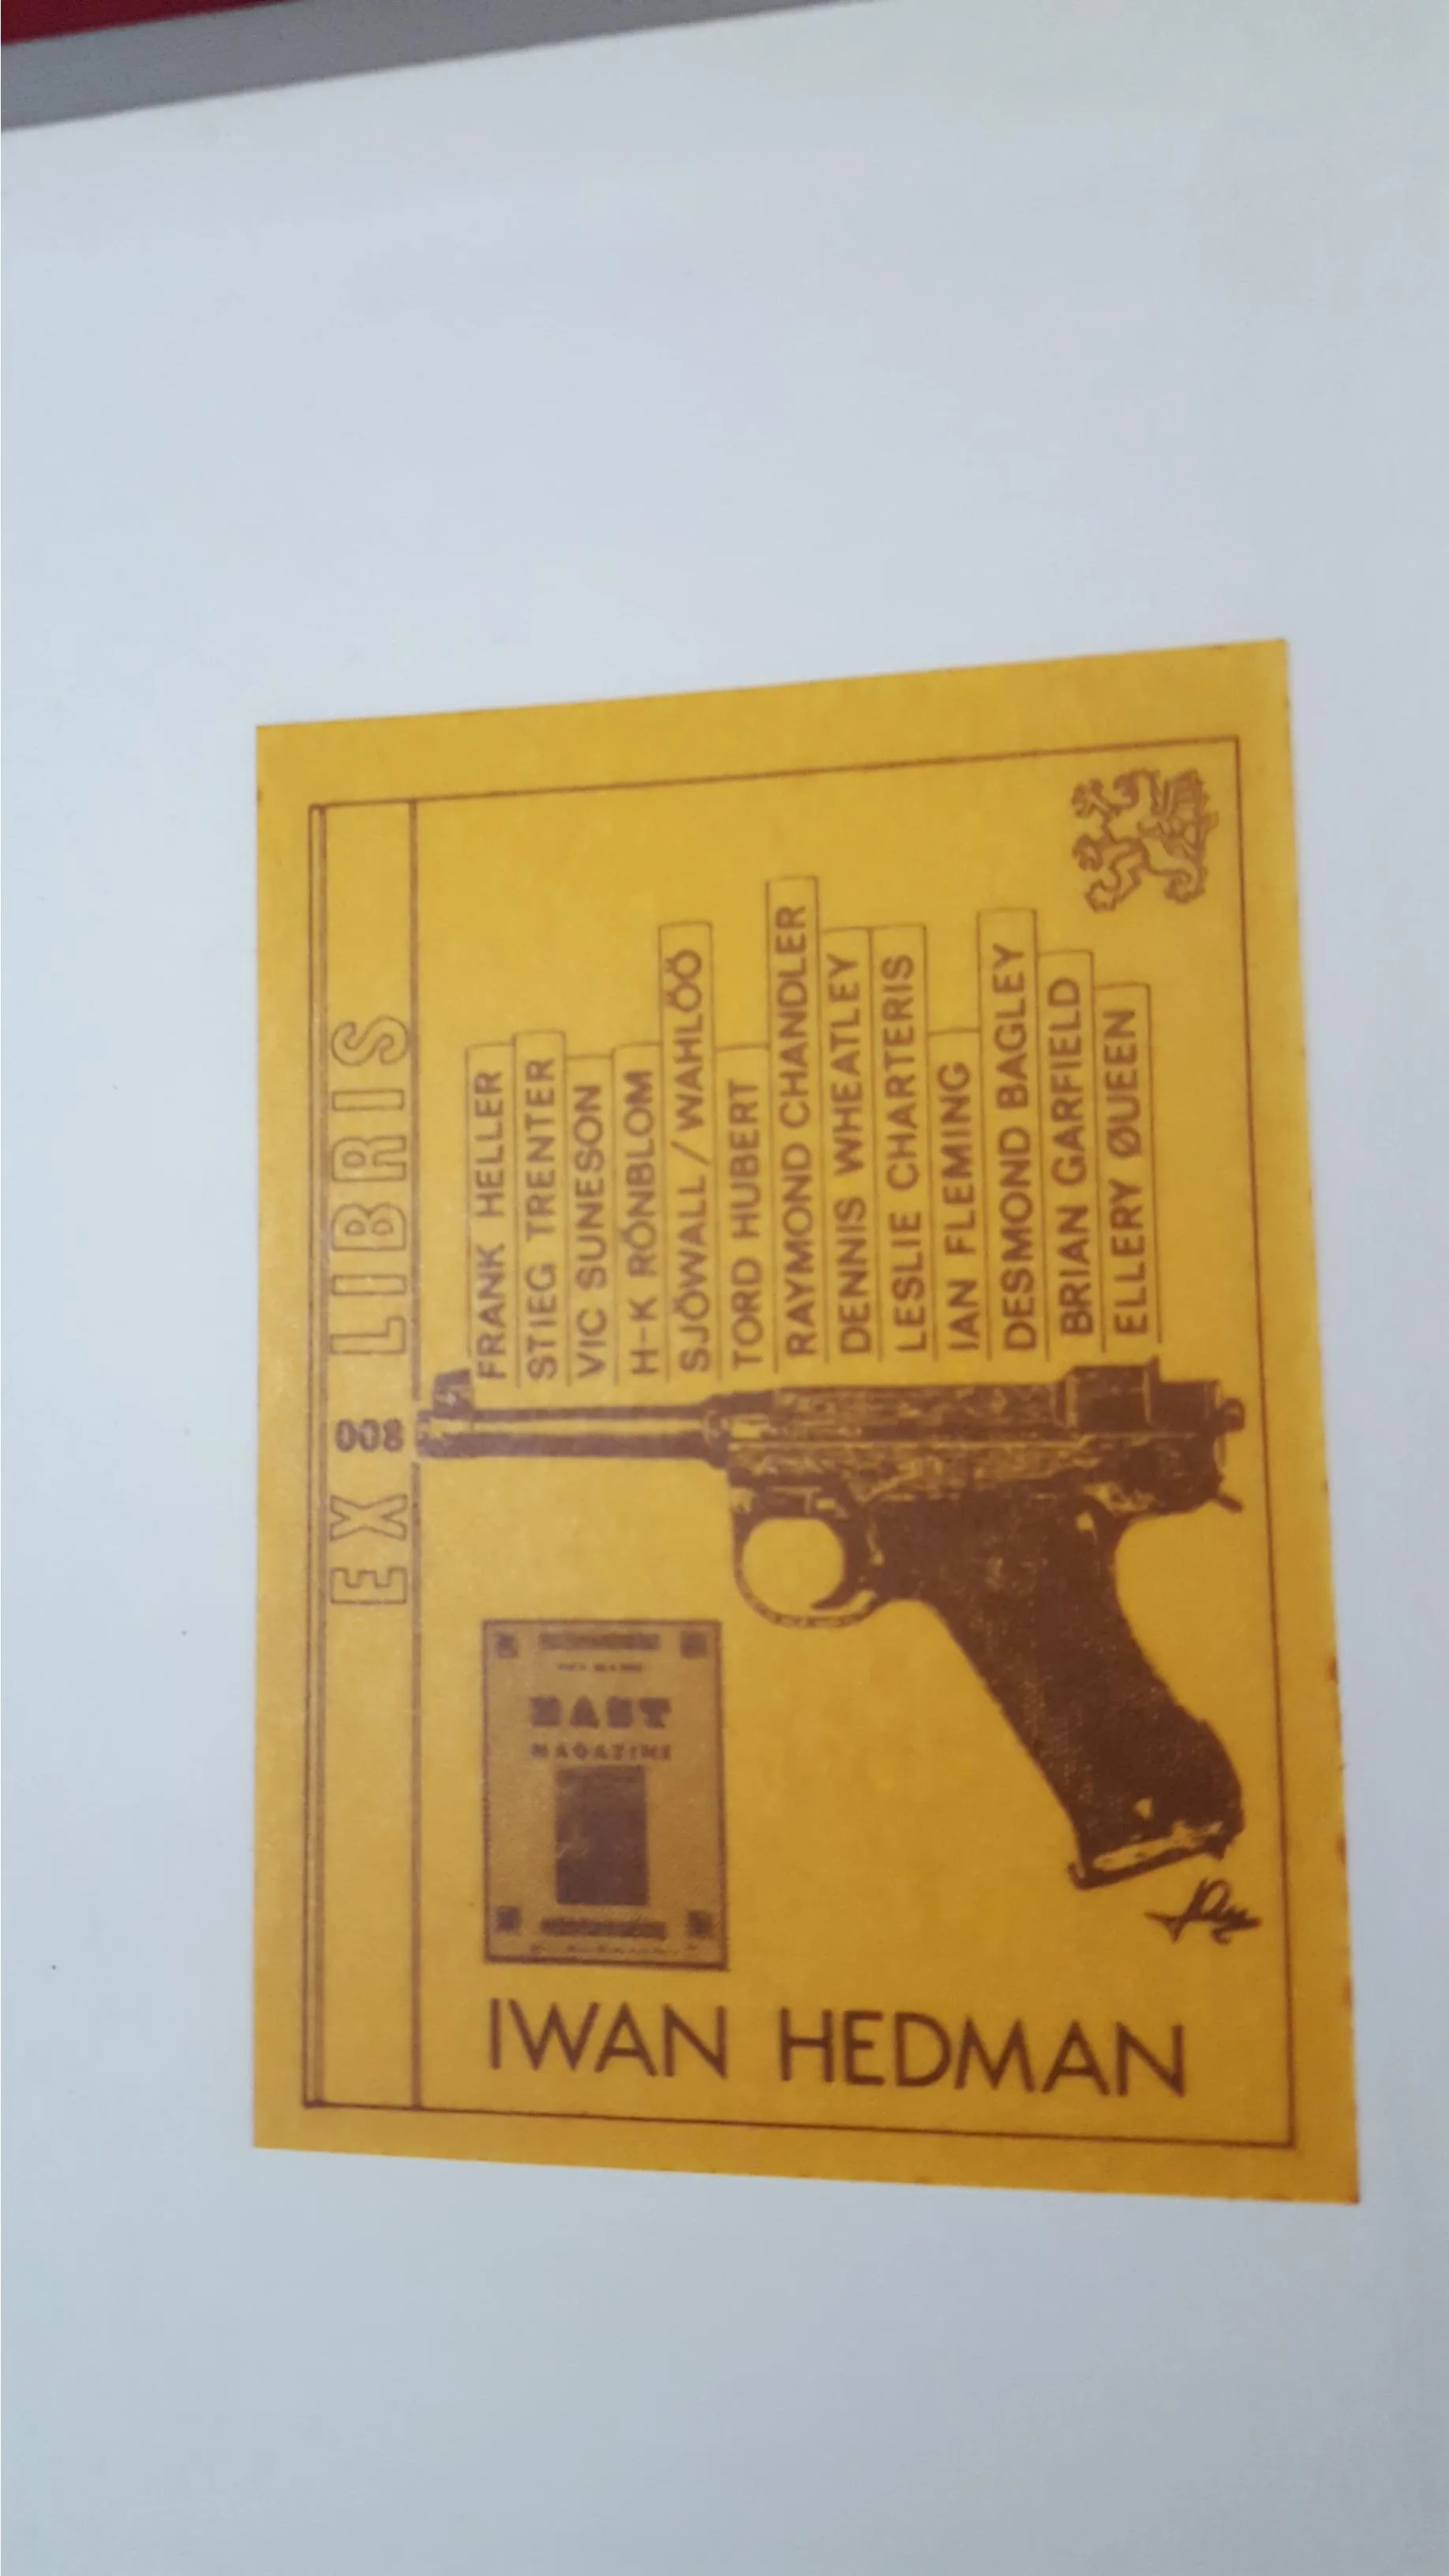 EX LIBRIS
008
FRANK HELLER
STIEG TRENTER
VIC SUNESON
H-K RÖNBLOM
SJÖWALL / WAHLÖÖ
TORD HUBERT
RAYMOND CHANDLER
DENNIS WHEATLEY
LESLIE CHARTERIS
IAN FLEMING
DESMOND BAGLEY
BRIAN GARFIELD
ELLERY ØUEEN
DAST
MAGAZINE
IWAN HEDMAN